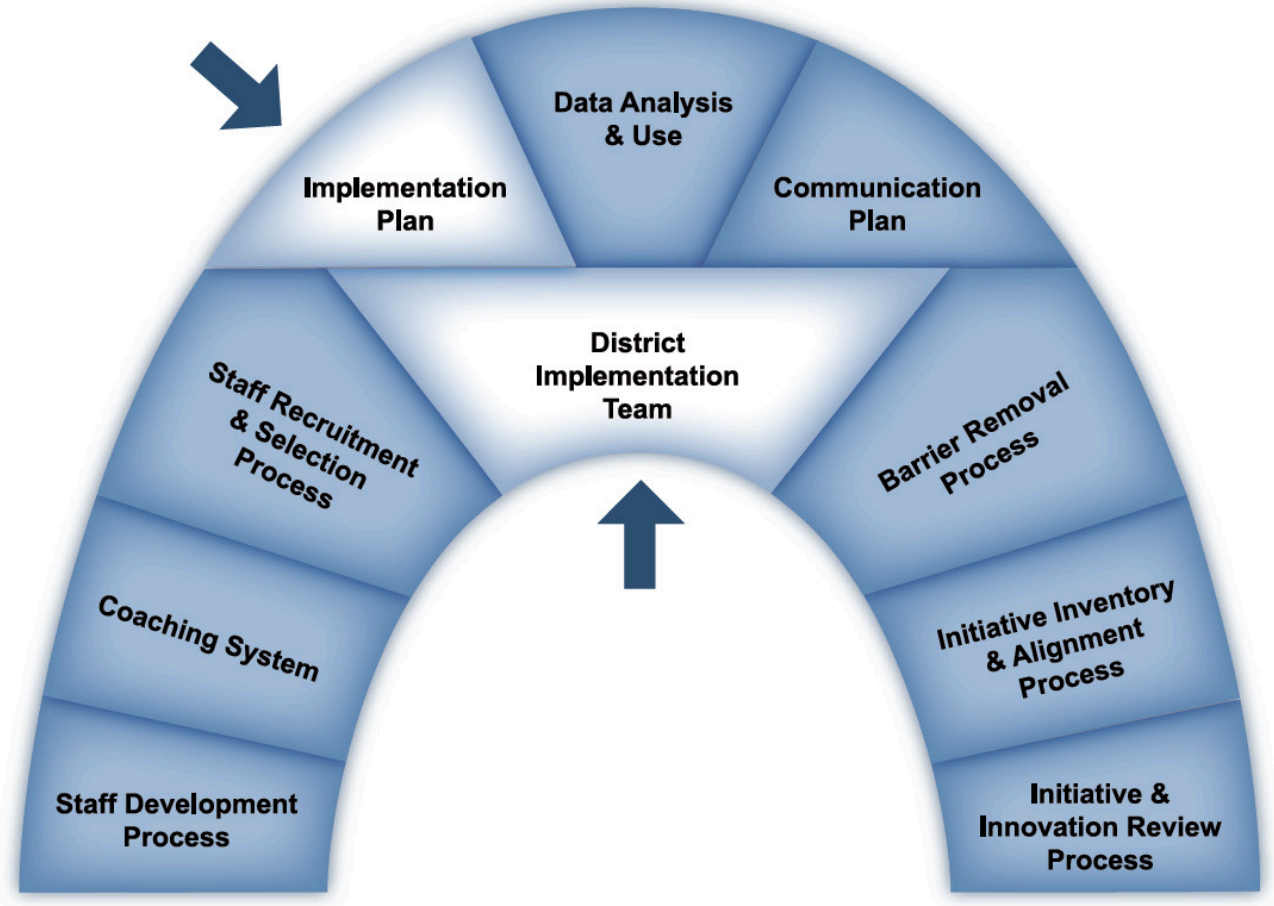 Data Analysis
& Use
Implementation
Plan
Communication
Plan
District
Implementation
Team
Staff Recruitment
& Selection
Process
Barrier Removal
Process
Coaching System
Initiative Inventory
& Alignment
Process
Staff Development
Process
Initiative &
Innovation Review
Process